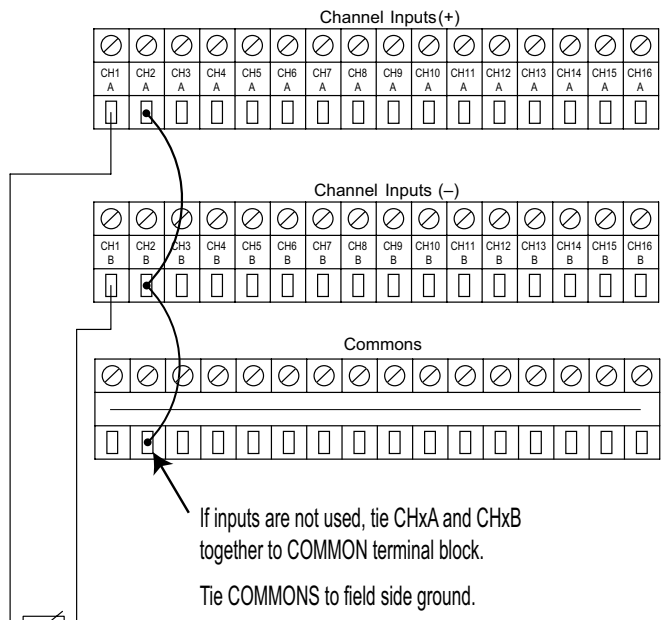 Channel Inputs (+)
CH1 CH2 CH3 CH4 CH5 CH6 CH7 CH8 CH9 CH10 CH11 CH12 CH13 CH14 CH15 CH16
A A A A A A A A A A A A A A A A
Channel Inputs (–)
CH1 CH2 CH3 CH4 CH5 CH6 CH7 CH8 CH9 CH10 CH11 CH12 CH13 CH14 CH15 CH16
B B B B B B B B B B B B B B B B
Commons
If inputs are not used, tie CHxA and CHxB
together to COMMON terminal block.
Tie COMMONS to field side ground.